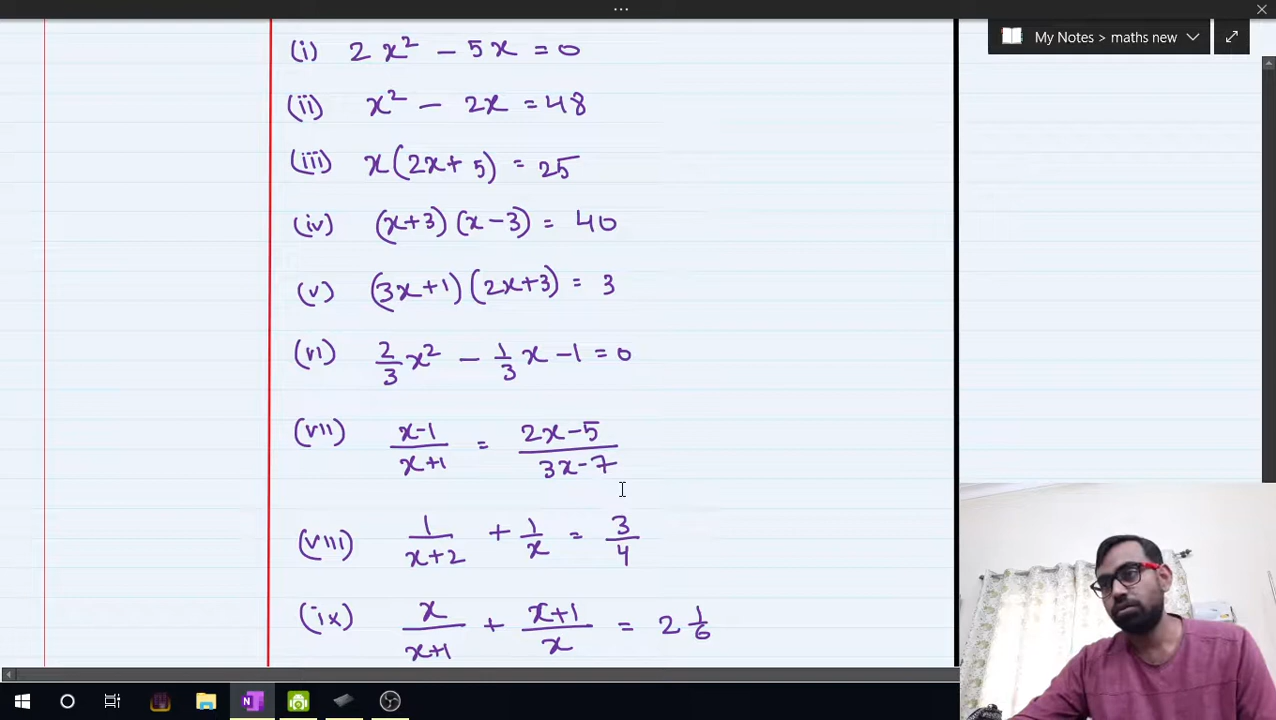 ...
My Notes > maths new
(i) 2x² - 5x = 0
(ii) x² - 2x = 48
(iii) x(2x + 5) = 25
(iv) (x+3)(x-3) = 40
(v) (3x+1)(2x+3) = 3
(vi) 2/3 x² - 1/3 x - 1 = 0
(vii) x-1/x+1 = 2x-5/3x-7
(viii) 1/x+2 + 1/x = 3/4
(ix) x/x+1 + x+1/x = 2 1/6
N